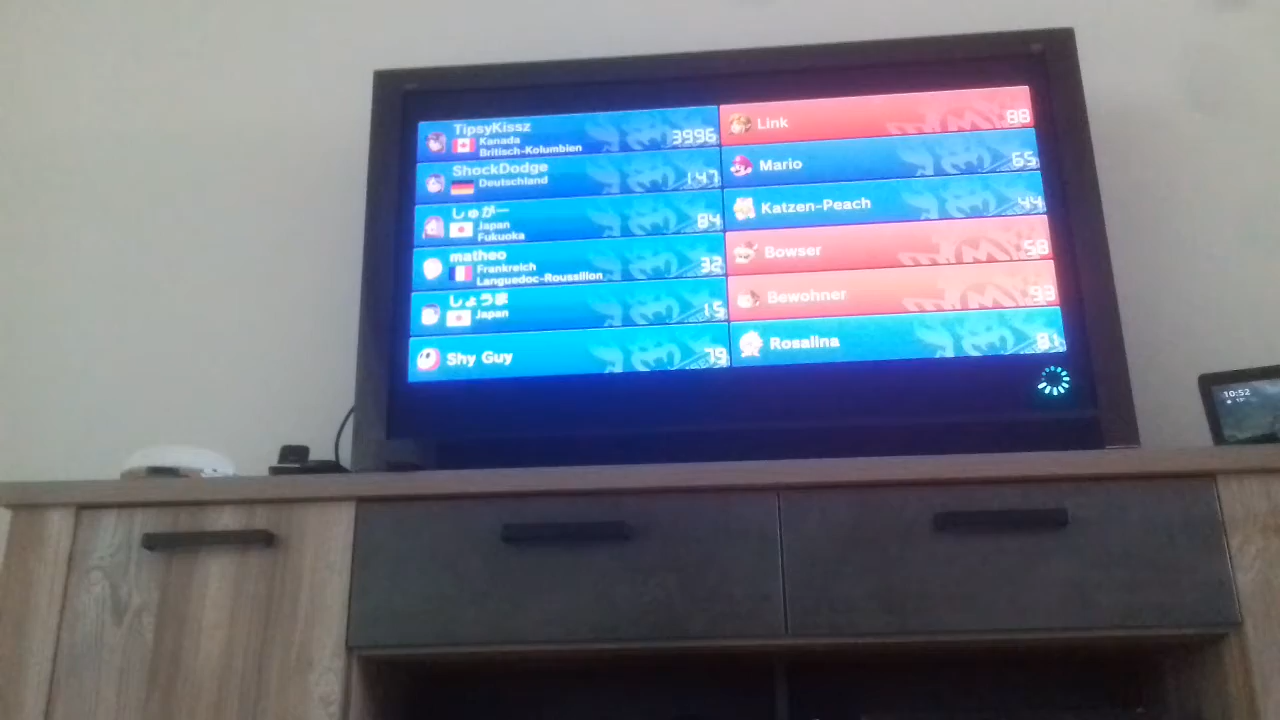 TipsyKissz
Kanada
Britisch-Kolumbien
3996
ShockDodge
Deutschland
147
しゅがー
Japan
Fukuoka
84
matheo
Frankreich
Languedoc-Roussillon
32
しょうま
Japan
15
Shy Guy
79
Link
88
Mario
65
Katzen-Peach
44
Bowser
58
Bewohner
93
Rosalina
81
10:52